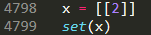 4798 x = [[2]]
4799 set(x)